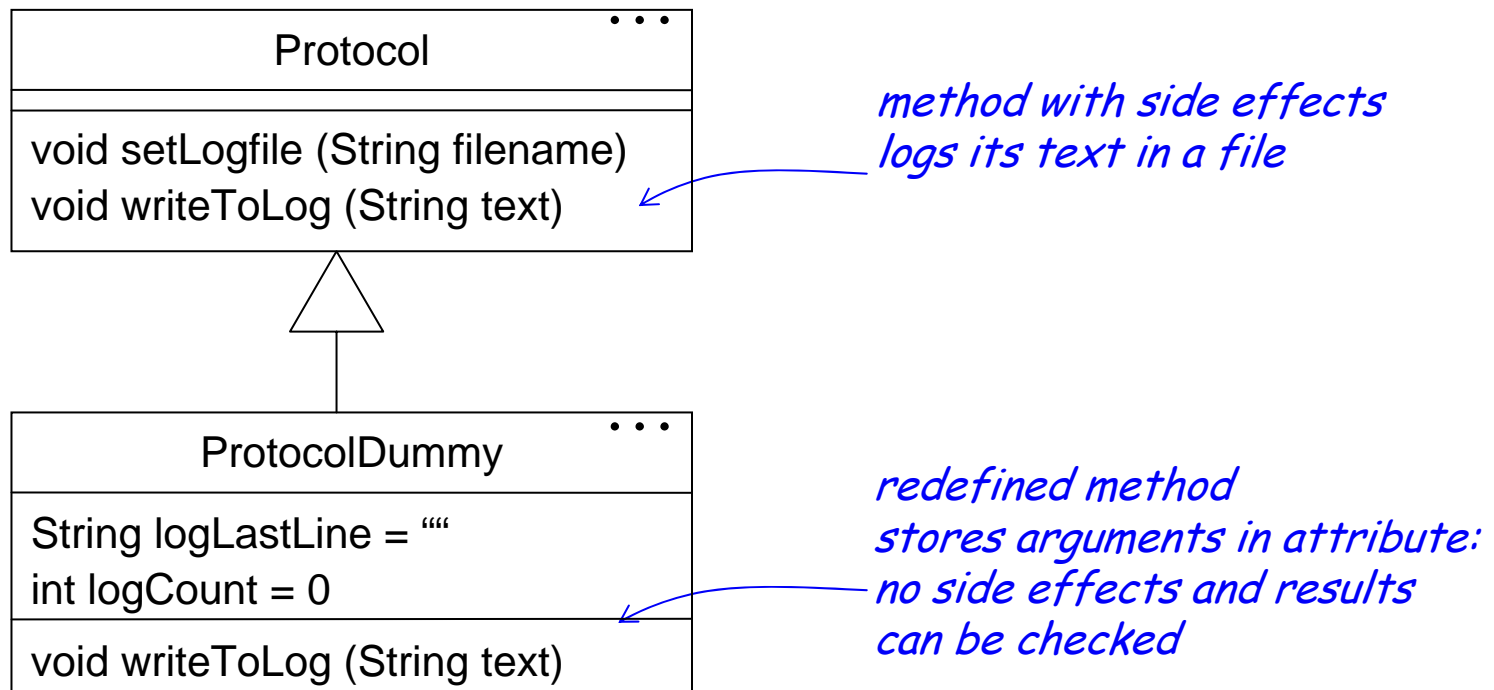 Protocol
void setLogfile (String filename)
void writeToLog (String text)
method with side effects
logs its text in a file
ProtocolDummy
String logLastLine = ““
int logCount = 0
void writeToLog (String text)
redefined method
stores arguments in attribute:
no side effects and results
can be checked